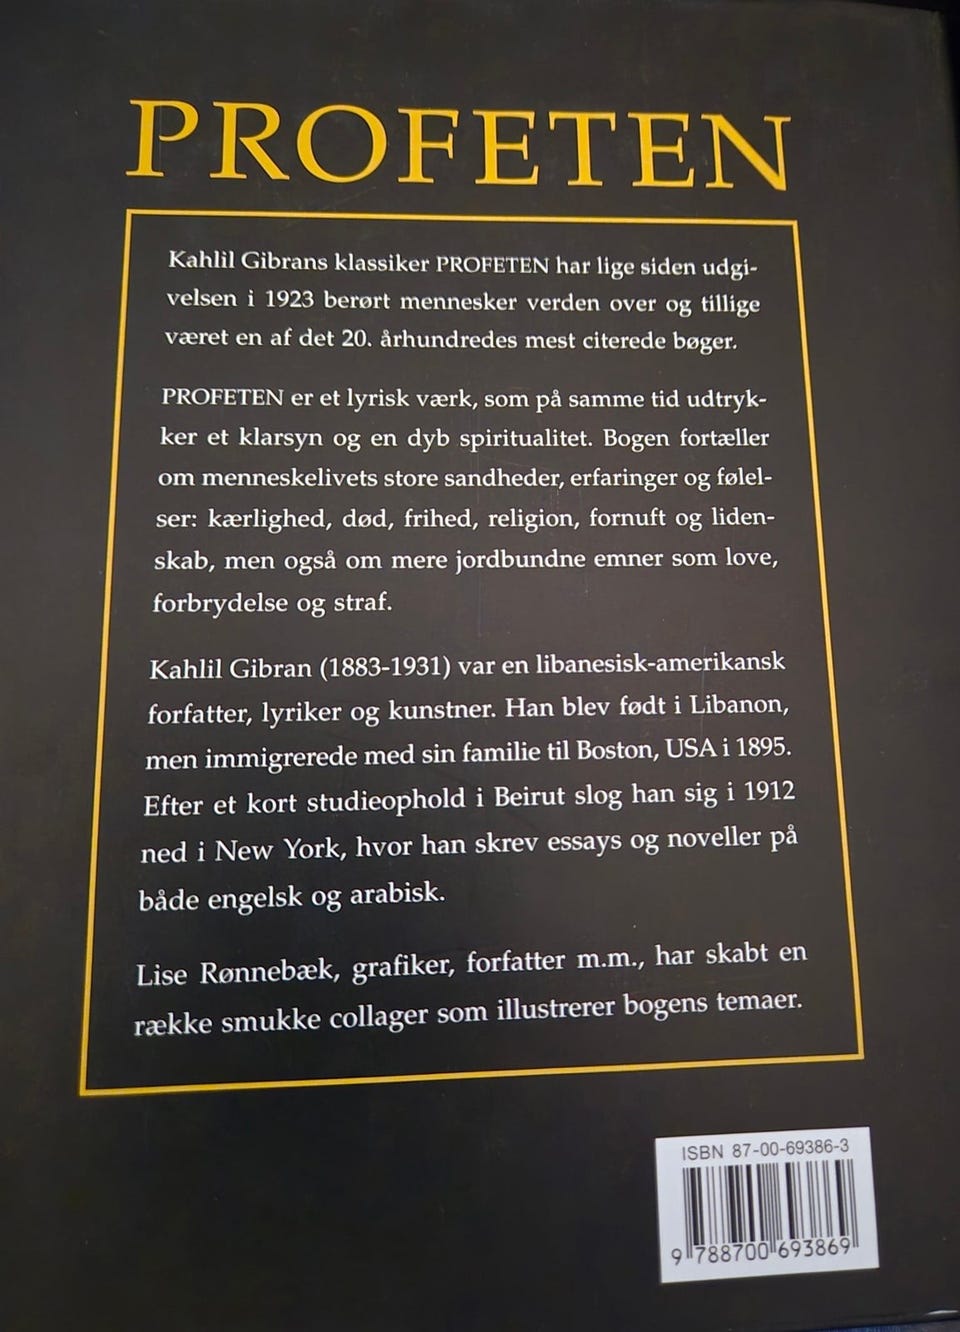 PROFETEN
Kahlil Gibrans klassiker PROFETEN har lige siden udgi-
velsen i 1923 berørt mennesker verden over og tillige
været en af det 20. århundredes mest citerede bøger.
PROFETEN er et lyrisk værk, som på samme tid udtryk-
ker et klarsyn og en dyb spiritualitet. Bogen fortæller
om menneskelivets store sandheder, erfaringer og følel-
ser: kærlighed, død, frihed, religion, fornuft og liden-
skab, men også om mere jordbundne emner som love,
forbrydelse og straf.
Kahlil Gibran (1883-1931) var en libanesisk-amerikansk
forfatter, lyriker og kunstner. Han blev født i Libanon,
men immigrerede med sin familie til Boston, USA i 1895.
Efter et kort studieophold i Beirut slog han sig i 1912
ned i New York, hvor han skrev essays og noveller på
både engelsk og arabisk.
Lise Rønnebæk, grafiker, forfatter m.m., har skabt en
række smukke collager som illustrerer bogens temaer.
ISBN 87-00-69386-3
9 788700 693869